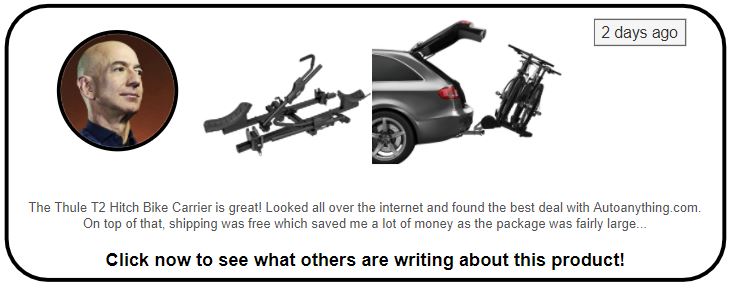 2 days ago
The Thule T2 Hitch Bike Carrier is great! Looked all over the internet and found the best deal with Autoanything.com.
On top of that, shipping was free which saved me a lot of money as the package was fairly large...
Click now to see what others are writing about this product!